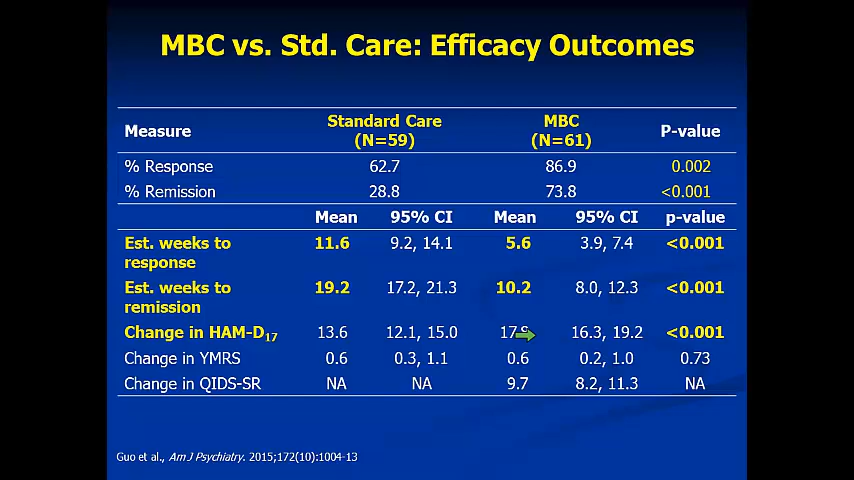 MBC vs. Std. Care: Efficacy Outcomes
Measure Standard Care (N=59) MBC (N=61) P-value
% Response 62.7 86.9 0.002
% Remission 28.8 73.8 <0.001
Mean 95% CI Mean 95% CI p-value
Est. weeks to response 11.6 9.2, 14.1 5.6 3.9, 7.4 <0.001
Est. weeks to remission 19.2 17.2, 21.3 10.2 8.0, 12.3 <0.001
Change in HAM-D17 13.6 12.1, 15.0 16.3, 19.2 <0.001
Change in YMRS 0.6 0.3, 1.1 0.6 0.2, 1.0 0.73
Change in QIDS-SR NA NA 9.7 8.2, 11.3 NA
Guo et al., Am J Psychiatry. 2015;172(10):1004-13